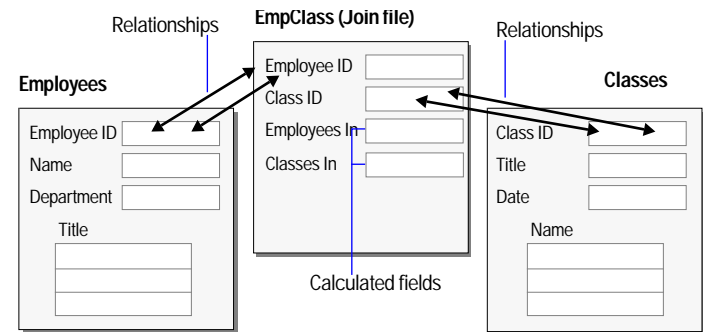 EmpClass (Join file)
Relationships
Relationships
Employees
Classes
Employee ID
Class ID
Employees In
Classes In
Employee ID
Name
Department
Title
Class ID
Title
Date
Name
Calculated fields